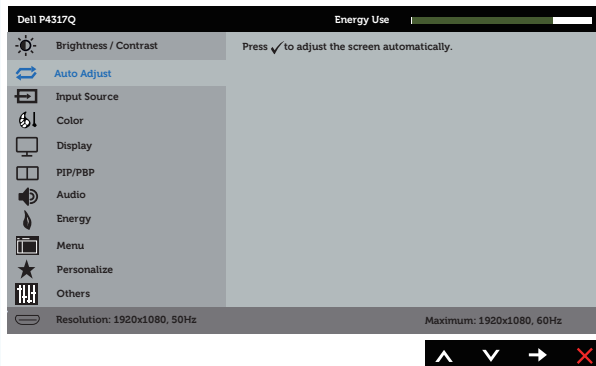 Dell P4317Q Energy Use
Brightness / Contrast
Press ✓ to adjust the screen automatically.
Auto Adjust
Input Source
Color
Display
PIP/PBP
Audio
Energy
Menu
Personalize
Others
Resolution: 1920x1080, 50Hz Maximum: 1920x1080, 60Hz